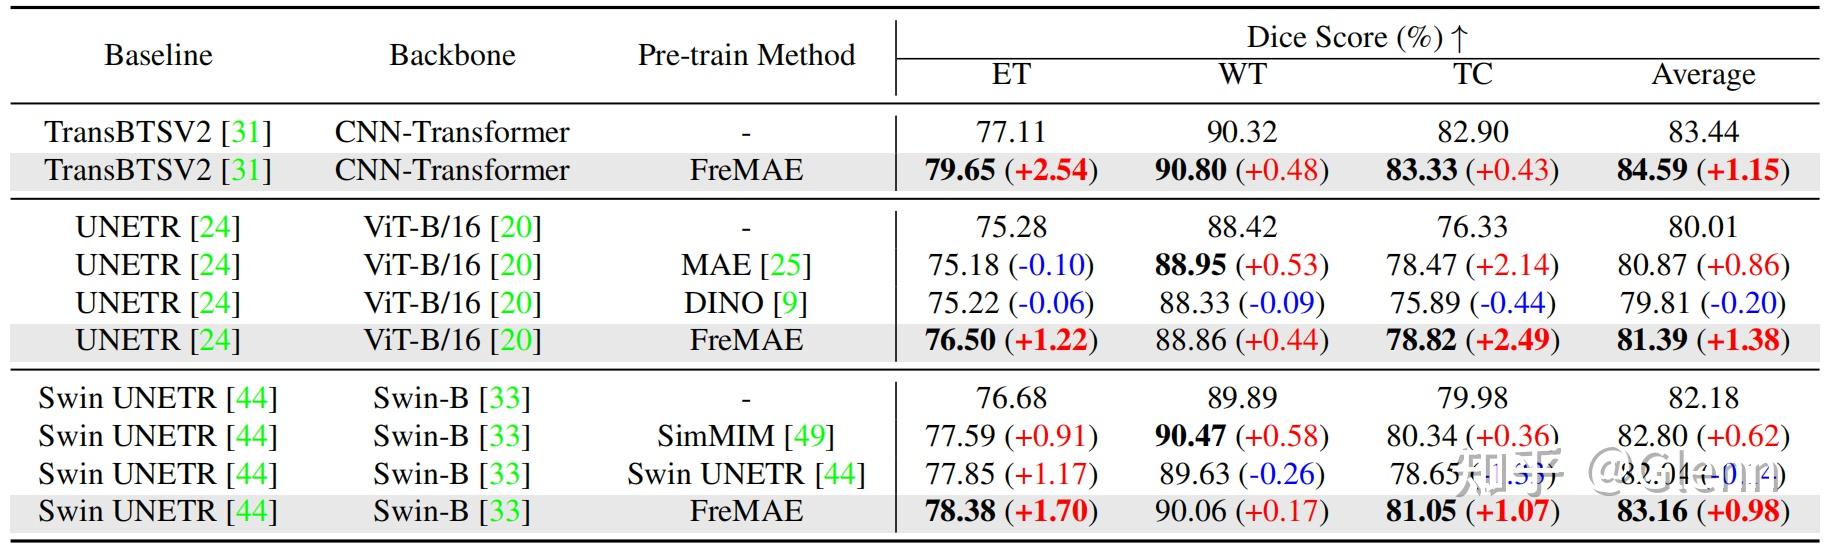 Baseline Backbone Pre-train Method Dice Score (%) ↑
ET WT TC Average
TransBTSV2 [31] CNN-Transformer - 77.11 90.32 82.90 83.44
TransBTSV2 [31] CNN-Transformer FreMAE 79.65 (+2.54) 90.80 (+0.48) 83.33 (+0.43) 84.59 (+1.15)
UNETR [24] ViT-B/16 [20] - 75.28 88.42 76.33 80.01
UNETR [24] ViT-B/16 [20] MAE [25] 75.18 (-0.10) 88.95 (+0.53) 78.47 (+2.14) 80.87 (+0.86)
UNETR [24] ViT-B/16 [20] DINO [9] 75.22 (-0.06) 88.33 (-0.09) 75.89 (-0.44) 79.81 (-0.20)
UNETR [24] ViT-B/16 [20] FreMAE 76.50 (+1.22) 88.86 (+0.44) 78.82 (+2.49) 81.39 (+1.38)
Swin UNETR [44] Swin-B [33] - 76.68 89.89 79.98 82.18
Swin UNETR [44] Swin-B [33] SimMIM [49] 77.59 (+0.91) 90.47 (+0.58) 80.34 (+0.36) 82.80 (+0.62)
Swin UNETR [44] Swin-B [33] Swin UNETR [44] 77.85 (+1.17) 89.63 (-0.26) 78.65 (-1.33) 82.04 (-0.14)
Swin UNETR [44] Swin-B [33] FreMAE 78.38 (+1.70) 90.06 (+0.17) 81.05 (+1.07) 83.16 (+0.98)
知乎 @Glenn